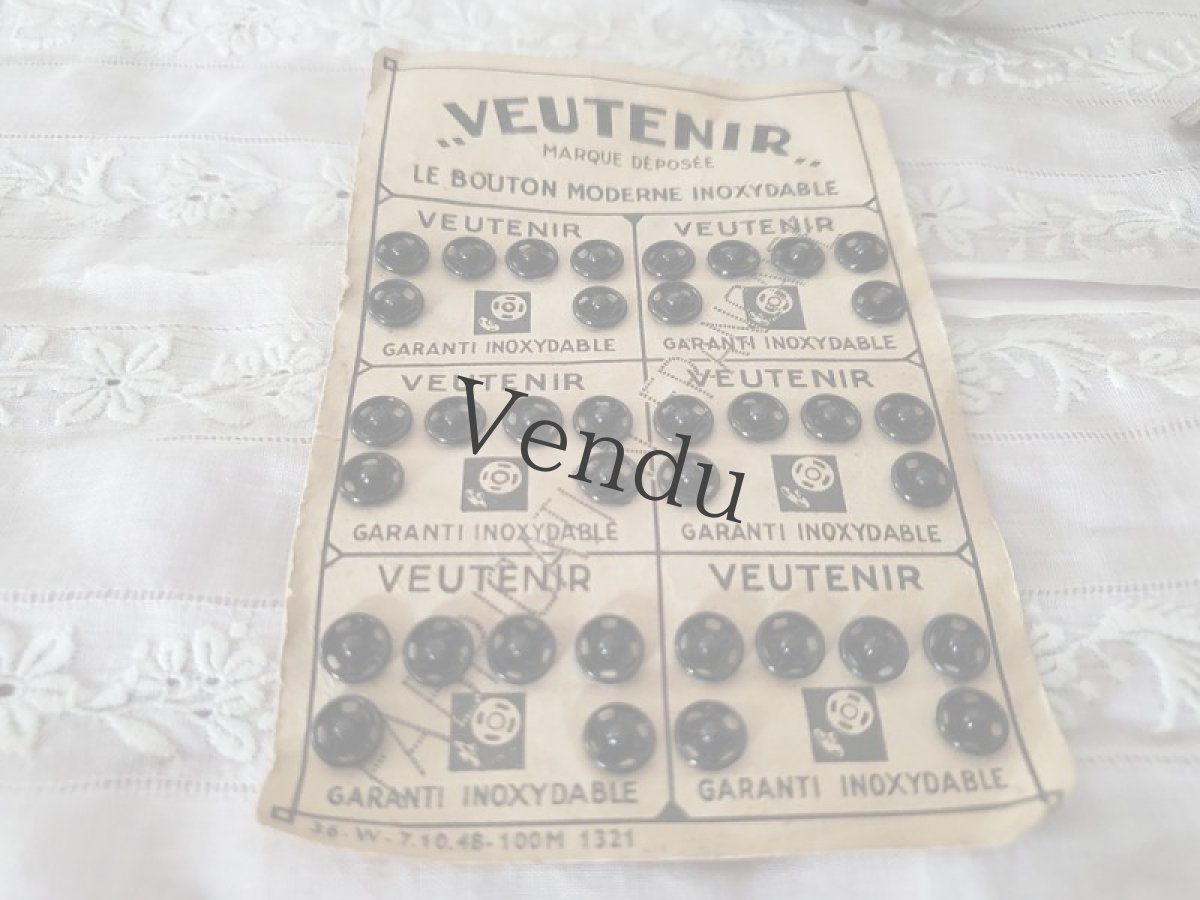 „VEUTENIR„
MARQUE DÉPOSÉE
LE BOUTON MODERNE INOXYDABLE
VEUTENIR VEUTENIR
GARANTI INOXYDABLE GARANTI INOXYDABLE
VEUTENIR VEUTENIR
Vendu
GARANTI INOXYDABLE GARANTI INOXYDABLE
VEUTENIR VEUTENIR
GARANTI INOXYDABLE GARANTI INOXYDABLE
36-W-7.10.48-100M 1321